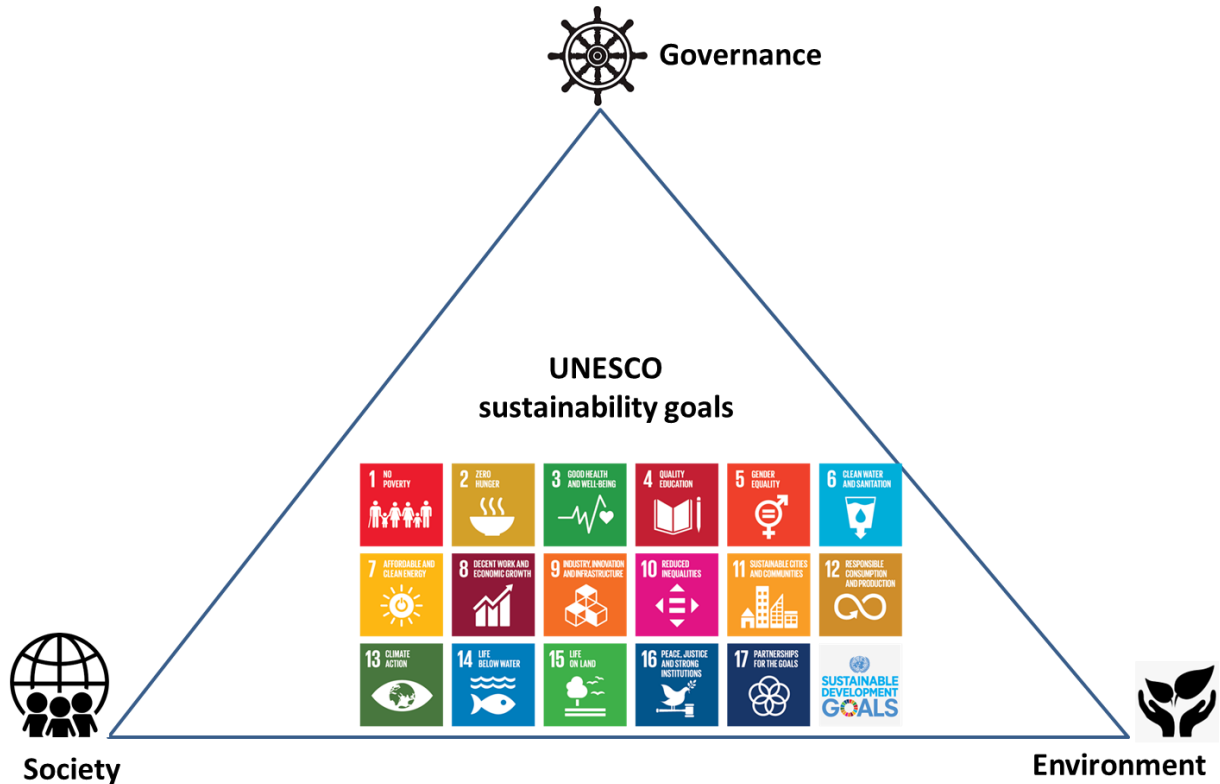 Governance
UNESCO
sustainability goals
1 NO
POVERTY
2 ZERO
HUNGER
3 GOOD HEALTH
AND WELL-BEING
4 QUALITY
EDUCATION
5 GENDER
EQUALITY
6 CLEAN WATER
AND SANITATION
7 AFFORDABLE AND
CLEAN ENERGY
8 DECENT WORK AND
ECONOMIC GROWTH
9 INDUSTRY, INNOVATION
AND INFRASTRUCTURE
10 REDUCED
INEQUALITIES
11 SUSTAINABLE CITIES
AND COMMUNITIES
12 RESPONSIBLE
CONSUMPTION
AND PRODUCTION
13 CLIMATE
ACTION
14 LIFE
BELOW WATER
15 LIFE
ON LAND
16 PEACE, JUSTICE
AND STRONG
INSTITUTIONS
17 PARTNERSHIPS
FOR THE GOALS
SUSTAINABLE
DEVELOPMENT
GOALS
Society
Environment